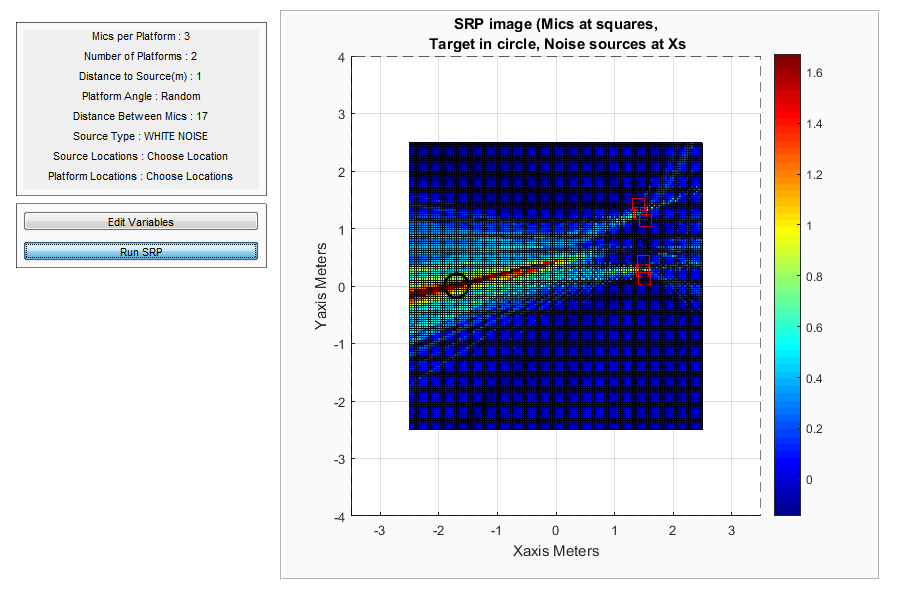 Mics per Platform : 3
Number of Platforms : 2
Distance to Source(m) : 1
Platform Angle : Random
Distance Between Mics : 17
Source Type : WHITE NOISE
Source Locations : Choose Location
Platform Locations : Choose Locations
Edit Variables
Run SRP
SRP image (Mics at squares,
Target in circle, Noise sources at Xs
4
3
2
1
0
-1
-2
-3
-4
Yaxis Meters
-3 -2 -1 0 1 2 3
Xaxis Meters
1.6
1.4
1.2
1
0.8
0.6
0.4
0.2
0